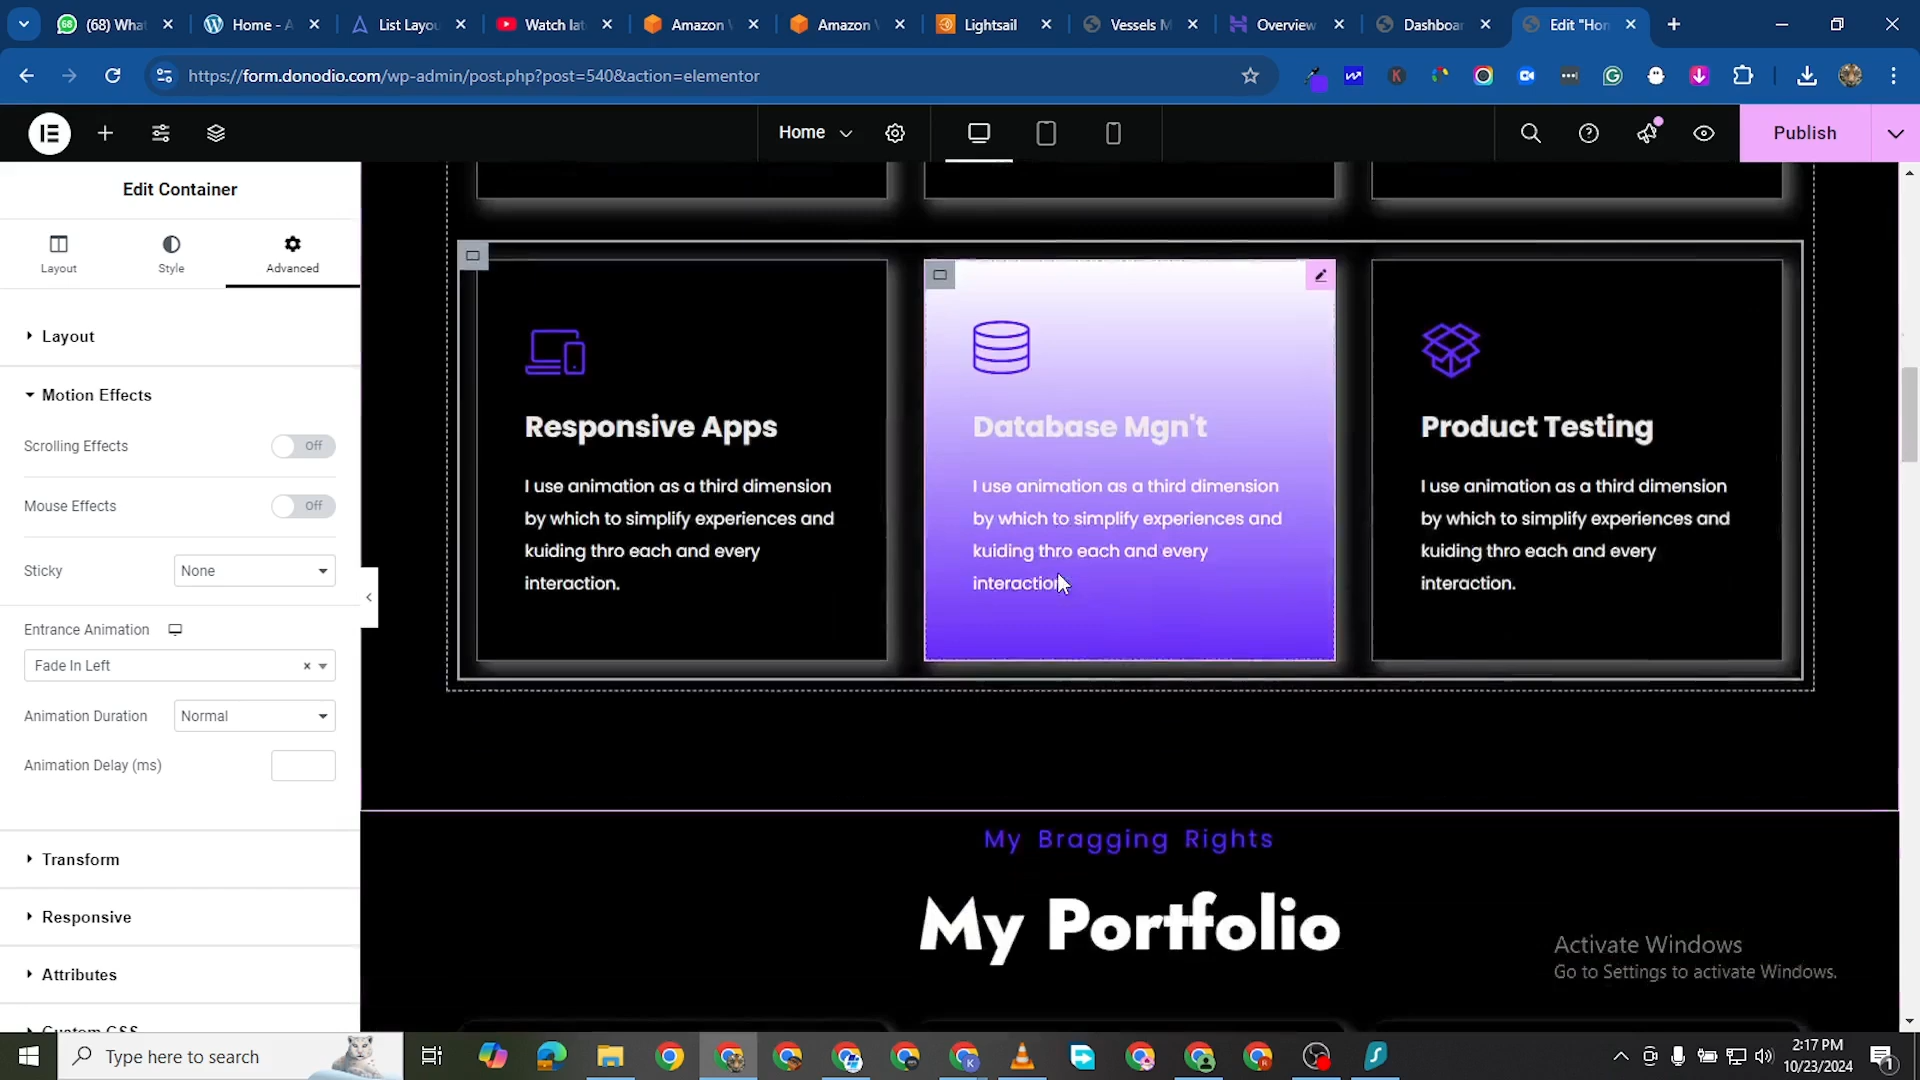 (68) Wha
Home - A
List Layou
Watch lat
Amazon
Amazon
Lightsail
Vessels M
Overview
Dashboar
Edit "Hon
https://form.donodio.com/wp-admin/post.php?post=540&action=elementor
Home
Publish
Edit Container
Layout
Style
Advanced
Layout
Motion Effects
Scrolling Effects
Off
Mouse Effects
Off
Sticky
None
Entrance Animation
Fade In Left
Animation Duration
Normal
Animation Delay (ms)
Transform
Responsive
Attributes
Custom CSS
Responsive Apps
I use animation as a third dimension
by which to simplify experiences and
kuiding thro each and every
interaction.
Database Mgn't
I use animation as a third dimension
by which to simplify experiences and
kuiding thro each and every
interaction
Product Testing
I use animation as a third dimension
by which to simplify experiences and
kuiding thro each and every
interaction.
My Bragging Rights
My Portfolio
Activate Windows
Go to Settings to activate Windows.
Type here to search
2:17 PM
10/23/2024
1